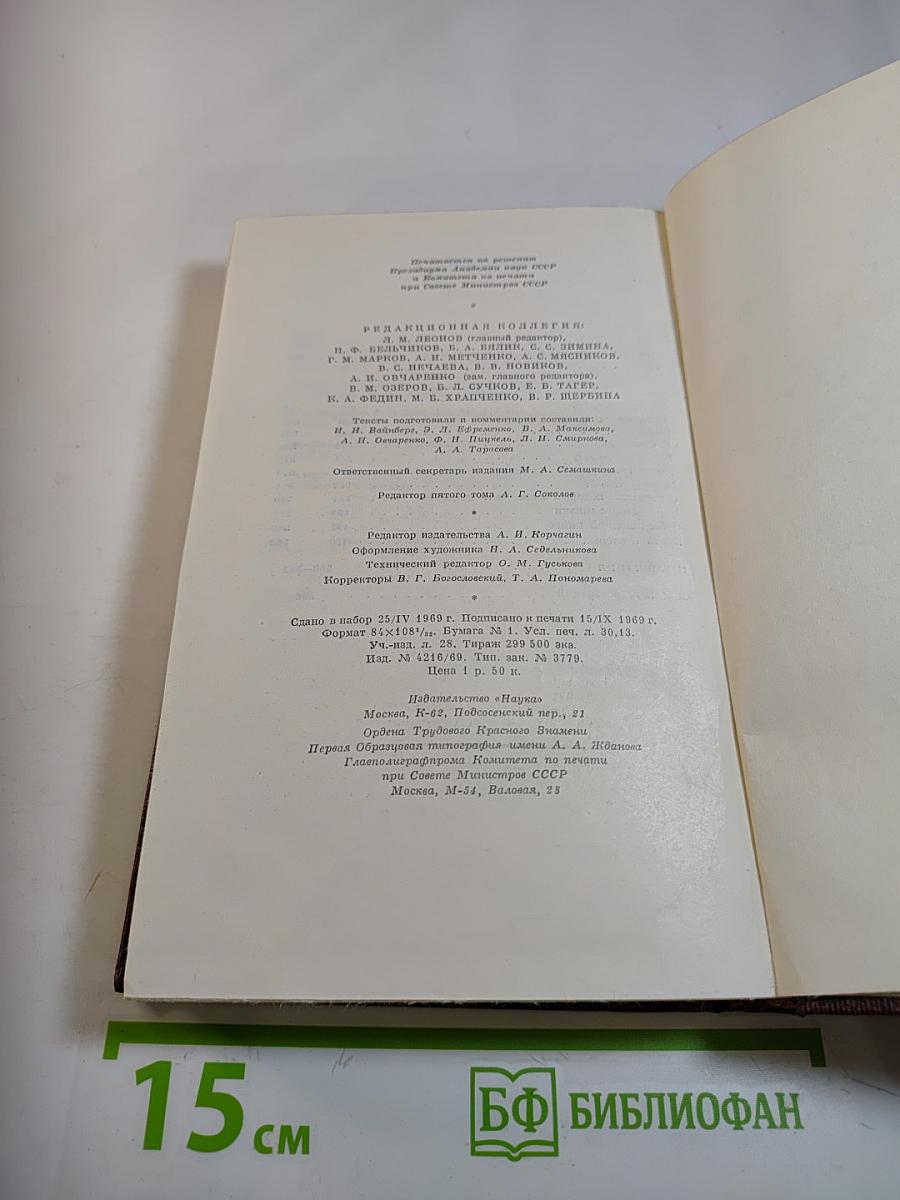 Печатается по решению
Президиума Академии наук СССР
и Комитета по печати
при Совете Министров СССР
*
РЕДАКЦИОННАЯ КОЛЛЕГИЯ:
Л. М. ЛЕОНОВ (главный редактор),
Н. Ф. БЕЛЬЧИКОВ, Б. А. БЯЛИК, С. С. ЗИМИНА,
Г. М. МАРКОВ, А. И. МЕТЧЕНКО, А. С. МЯСНИКОВ,
В. С. НЕЧАЕВА, В. В. НОВИКОВ,
А. И. ОВЧАРЕНКО (зам. главного редактора),
В. М. ОЗЕРОВ, Б. Л. СУЧКОВ, Е. Б. ТАГЕР,
К. А. ФЕДИН, М. Б. ХРАПЧЕНКО, В. Р. ЩЕРБИНА
Тексты подготовили и комментарии составили:
И. И. Вайнберг, Э. Л. Ефременко, В. А. Максимова,
А. И. Овчаренко, Ф. Н. Пицкель, Л. Н. Смирнова,
А. А. Тарасова
Ответственный секретарь издания М. А. Семашкина
Редактор пятого тома А. Г. Соколов
*
Редактор издательства А. И. Корчагин
Оформление художника Н. А. Седельникова
Технический редактор О. М. Гуськова
Корректоры В. Г. Богословский, Т. А. Пономарева
*
Сдано в набор 25/IV 1969 г. Подписано к печати 15/IX 1969 г.
Формат 84×108¹/₃₂. Бумага № 1. Усл. печ. л. 30,13.
Уч.-изд. л. 28. Тираж 299 500 экз.
Изд. № 4216/69. Тип. зак. № 3779.
Цена 1 р. 50 к.
Издательство «Наука»
Москва, К-62, Подсосенский пер., 21
Ордена Трудового Красного Знамени
Первая Образцовая типография имени А. А. Жданова
Главполиграфпрома Комитета по печати
при Совете Министров СССР
Москва, М-54, Валовая, 28
15 см
БФ БИБЛИОФАН